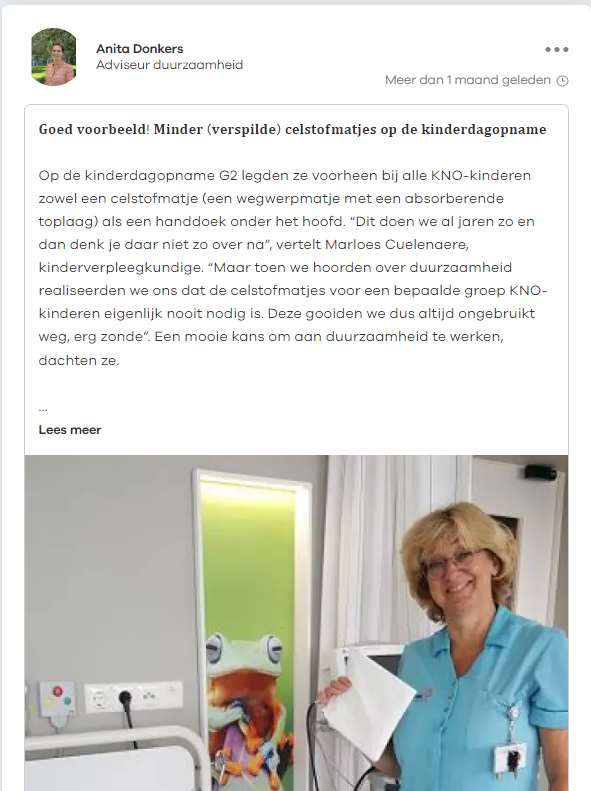 Anita Donkers
Adviseur duurzaamheid
Meer dan 1 maand geleden
Goed voorbeeld! Minder (verspilde) celstofmatjes op de kinderdagopname
Op de kinderdagopname G2 legden ze voorheen bij alle KNO-kinderen
zowel een celstofmatje (een wegwerpmatje met een absorberende
toplaag) als een handdoek onder het hoofd. “Dit doen we al jaren zo en
dan denk je daar niet zo over na”, vertelt Marloes Cuelenaere,
kinderverpleegkundige. “Maar toen we hoorden over duurzaamheid
realiseerden we ons dat de celstofmatjes voor een bepaalde groep KNO-
kinderen eigenlijk nooit nodig is. Deze gooiden we dus altijd ongebruikt
weg, erg zonde”. Een mooie kans om aan duurzaamheid te werken,
dachten ze.
...
Lees meer